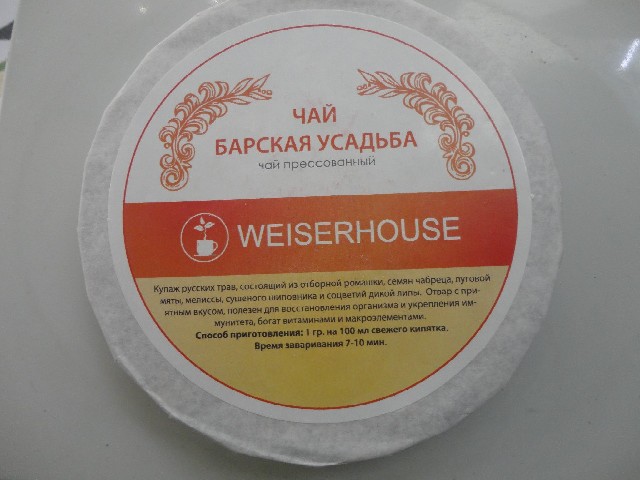 ЧАЙ
БАРСКАЯ УСАДЬБА
чай прессованный
WEISERHOUSE
Купаж русских трав, состоящий из отборной ромашки, семян чабреца, луговой
мяты, мелиссы, сушеного шиповника и соцветий дикой липы. Отвар с при-
ятным вкусом, полезен для восстановления организма и укрепления им-
мунитета, богат витаминами и макроэлементами.
Способ приготовления: 1 гр. на 100 мл свежего кипятка.
Время заваривания 7-10 мин.